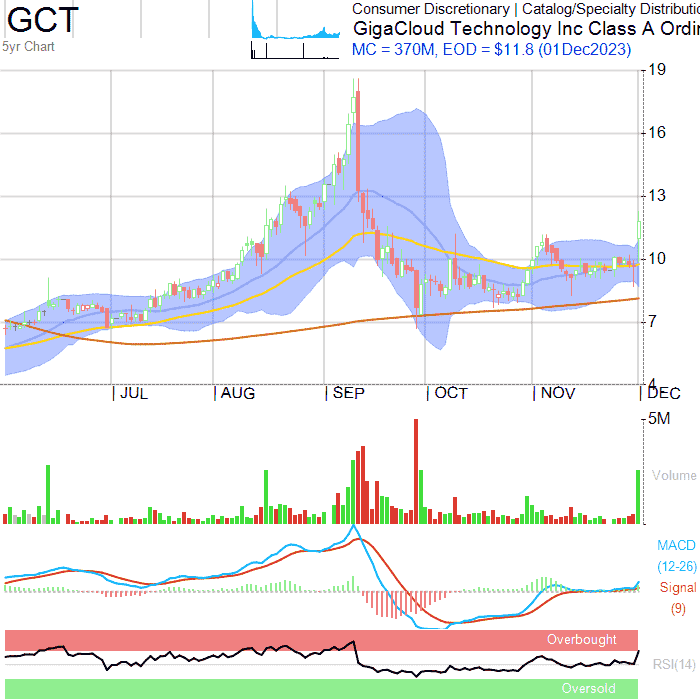 GCT
5yr Chart
Consumer Discretionary | Catalog/Specialty Distributio
GigaCloud Technology Inc Class A Ordin
MC = 370M, EOD = $11.8 (01Dec2023)
19
16
13
10
7
4
JUL AUG SEP OCT NOV DEC
5M
Volume
MACD
(12-26)
Signal
(9)
Overbought
RSI(14)
Oversold